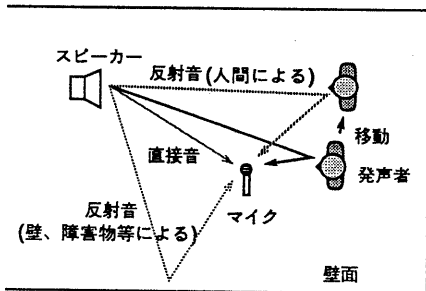 スピーカー
反射音(人間による)
移動
直接音
発声者
反射音
(壁、障害物等による)
マイク
壁面